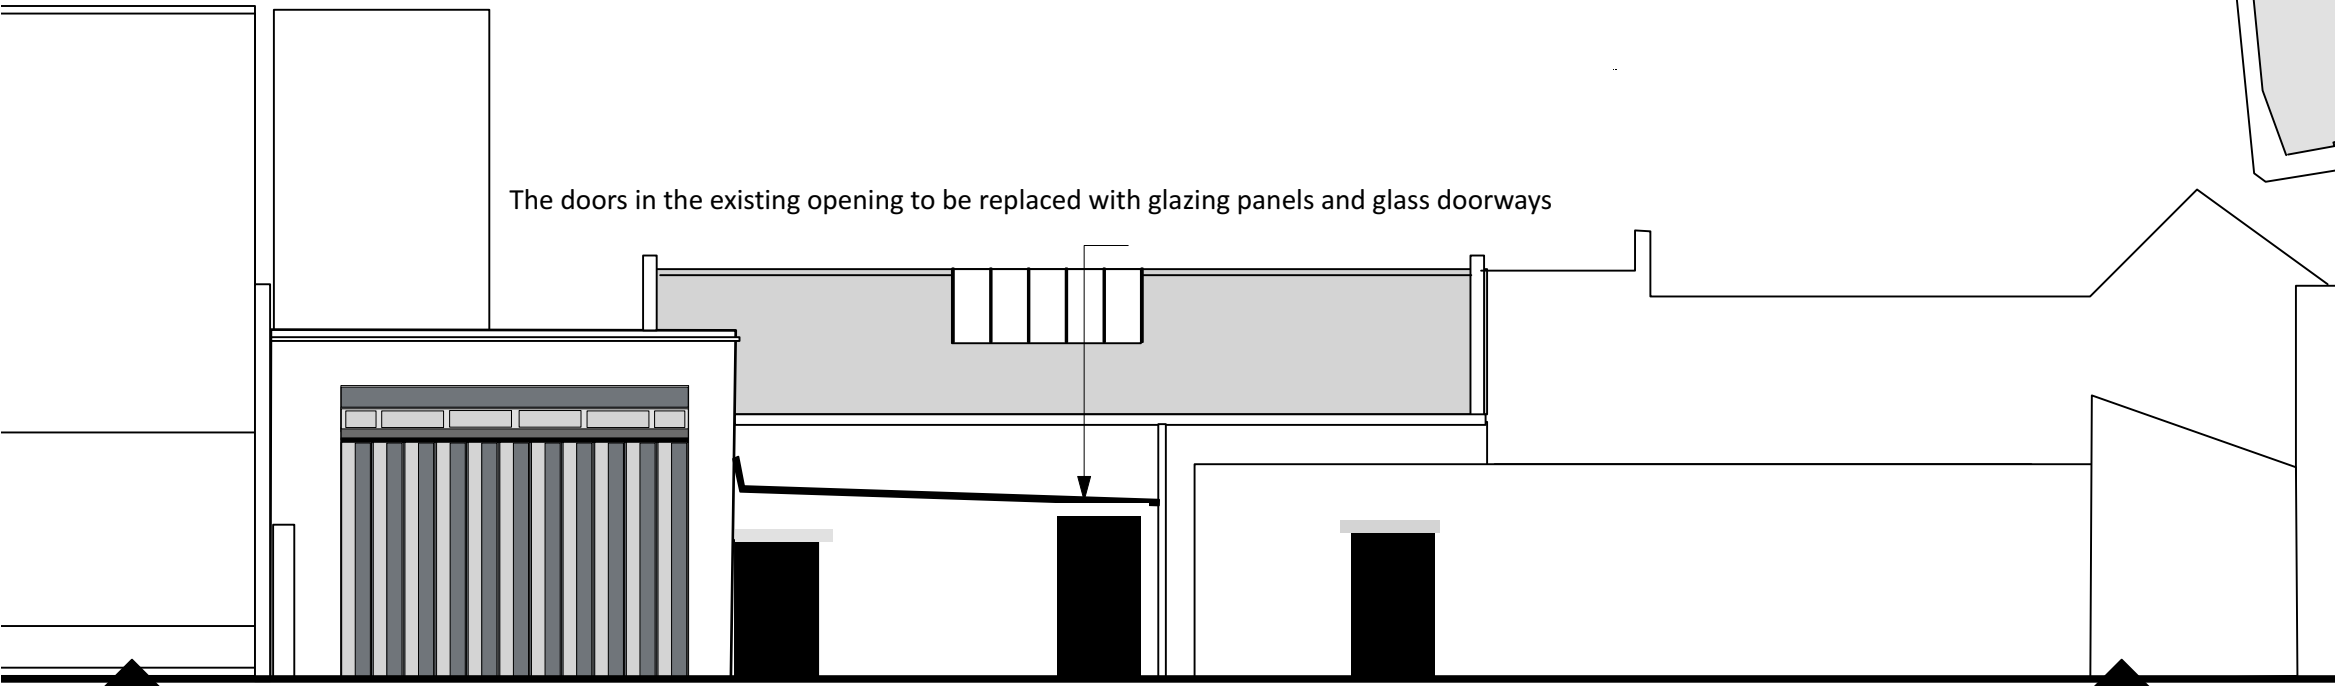 The doors in the existing opening to be replaced with glazing panels and glass doorways